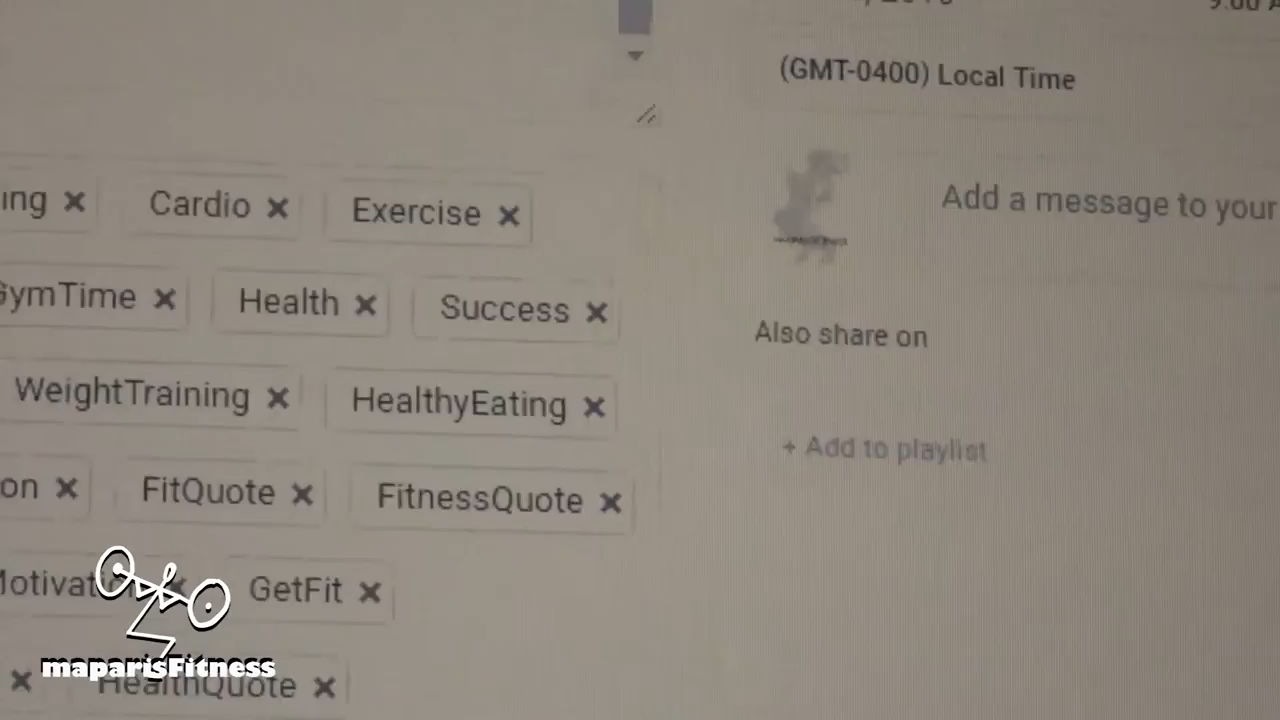 (GMT-0400) Local Time
Cardio × Exercise ×
Add a message to your
Health × Success ×
Also share on
WeightTraining × HealthyEating ×
+ Add to playlist
FitQuote × FitnessQuote ×
GetFit ×
maparisFitness
HealthQuote ×